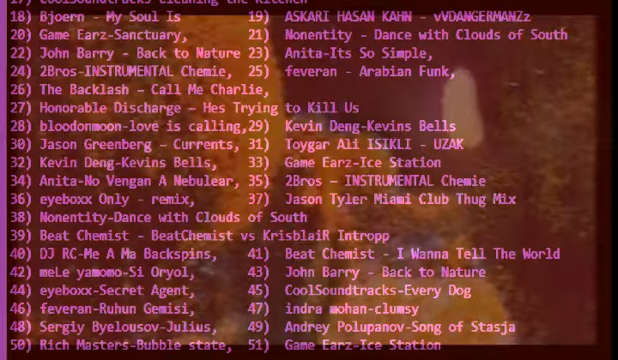 17) CoolSoundtracks cleaning the kitchen
18) Bjoern - My Soul Is 19) ASKARI HASAN KAHN - vVDANGERMANZz
20) Game Earz-Sanctuary, 21) Nonentity - Dance with Clouds of South
22) John Barry - Back to Nature 23) Anita-Its So Simple,
24) 2Bros-INSTRUMENTAL Chemie, 25) feveran - Arabian Funk,
26) The Backlash - Call Me Charlie,
27) Honorable Discharge - Hes Trying to Kill Us
28) bloodonmoon-love is calling,29) Kevin Deng-Kevins Bells
30) Jason Greenberg - Currents, 31) Toygar Ali ISIKLI - UZAK
32) Kevin Deng-Kevins Bells, 33) Game Earz-Ice Station
34) Anita-No Vengan A Nebulear, 35) 2Bros - INSTRUMENTAL Chemie
36) eyeboxx Only - remix, 37) Jason Tyler Miami Club Thug Mix
38) Nonentity-Dance with Clouds of South
39) Beat Chemist - BeatChemist vs KrisblaiR Intropp
40) DJ RC-Me A Ma Backspins, 41) Beat Chemist - I Wanna Tell The World
42) meLe yamomo-Si Oryol, 43) John Barry - Back to Nature
44) eyeboxx-Secret Agent, 45) CoolSoundtracks-Every Dog
46) feveran-Ruhun Gemisi, 47) indra mohan-clumsy
48) Sergiy Byelousov-Julius, 49) Andrey Polupanov-Song of Stasja
50) Rich Masters-Bubble state, 51) Game Earz-Ice Station